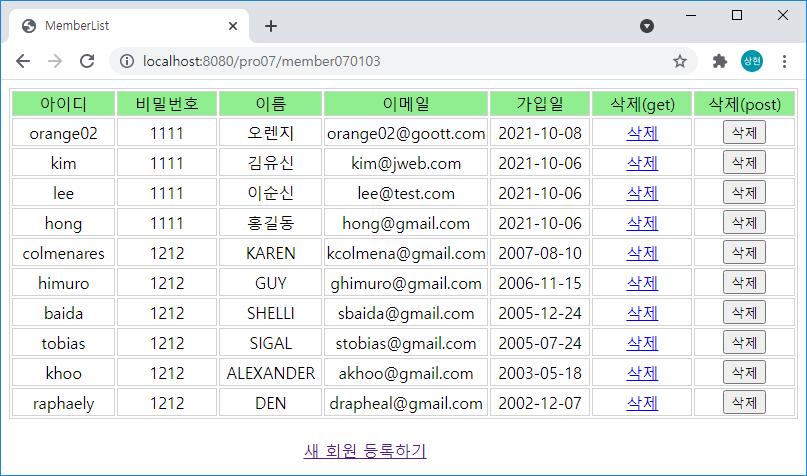 MemberList
localhost:8080/pro07/member070103
상현
아이디 비밀번호 이름 이메일 가입일 삭제(get) 삭제(post)
orange02 1111 오렌지 orange02@goott.com 2021-10-08 삭제 삭제
kim 1111 김유신 kim@jweb.com 2021-10-06 삭제 삭제
lee 1111 이순신 lee@test.com 2021-10-06 삭제 삭제
hong 1111 홍길동 hong@gmail.com 2021-10-06 삭제 삭제
colmenares 1212 KAREN kcolmena@gmail.com 2007-08-10 삭제 삭제
himuro 1212 GUY ghimuro@gmail.com 2006-11-15 삭제 삭제
baida 1212 SHELLI sbaida@gmail.com 2005-12-24 삭제 삭제
tobias 1212 SIGAL stobias@gmail.com 2005-07-24 삭제 삭제
khoo 1212 ALEXANDER akhoo@gmail.com 2003-05-18 삭제 삭제
raphaely 1212 DEN drapheal@gmail.com 2002-12-07 삭제 삭제
새 회원 등록하기